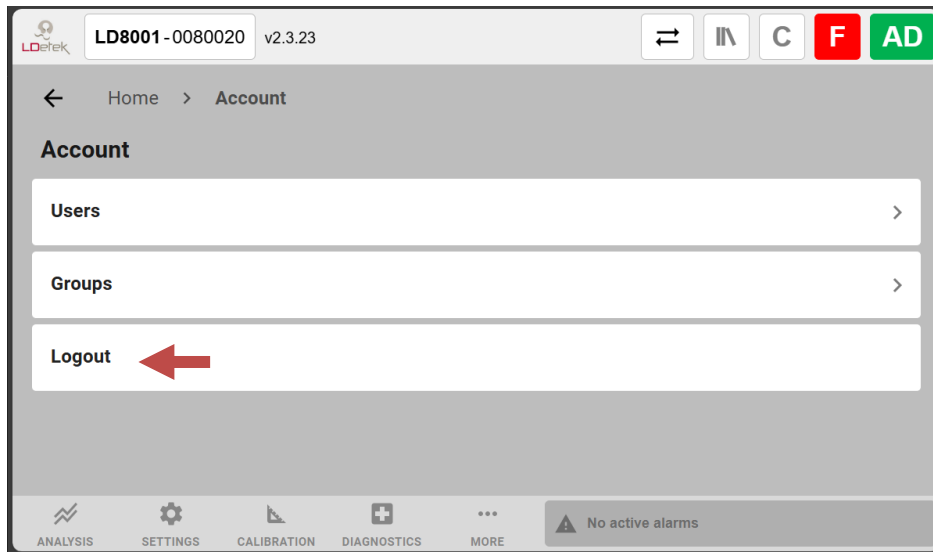 LDetek
LD8001-0080020 v2.3.23
C F AD
Home > Account
Account
Users
Groups
Logout
ANALYSIS SETTINGS CALIBRATION DIAGNOSTICS MORE
No active alarms